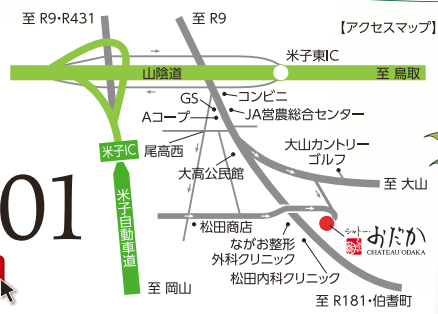 至 R9・R431
至 R9
【アクセスマップ】
米子東IC
山陰道
至 鳥取
GS
コンビニ
Aコープ
JA営農総合センター
米子IC
尾高西
大山カントリー
ゴルフ
大高公民館
至 大山
01
米子自動車道
松田商店
シャトー
おだか
CHATEAU ODAKA
ながお整形
外科クリニック
松田内科クリニック
至 岡山
至 R181・伯耆町